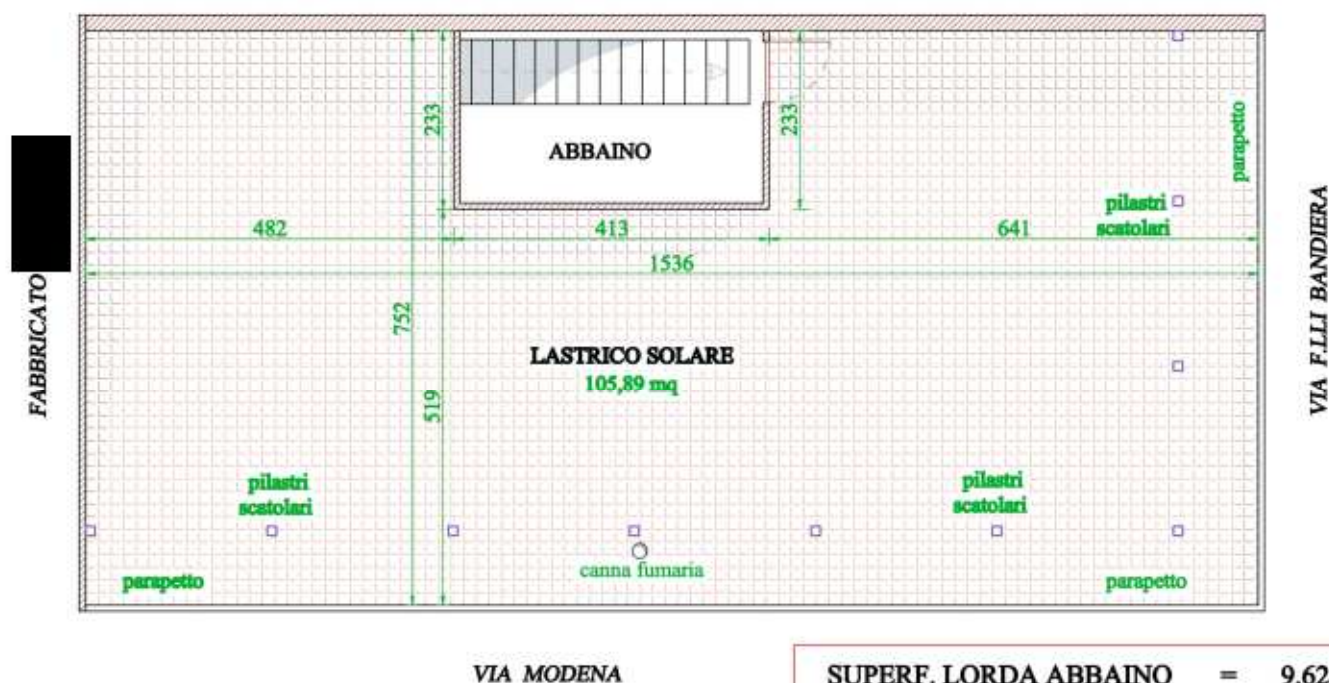 233
233
ABBAINO
parapetto
pilastri
scatolari
482
413
641
1536
FABBRICATO
VIA F.LLI BANDIERA
752
519
LASTRICO SOLARE
105,89 mq
pilastri
scatolari
pilastri
scatolari
canna fumaria
parapetto
parapetto
VIA MODENA
SUPERF. LORDA ABBAINO = 9,62